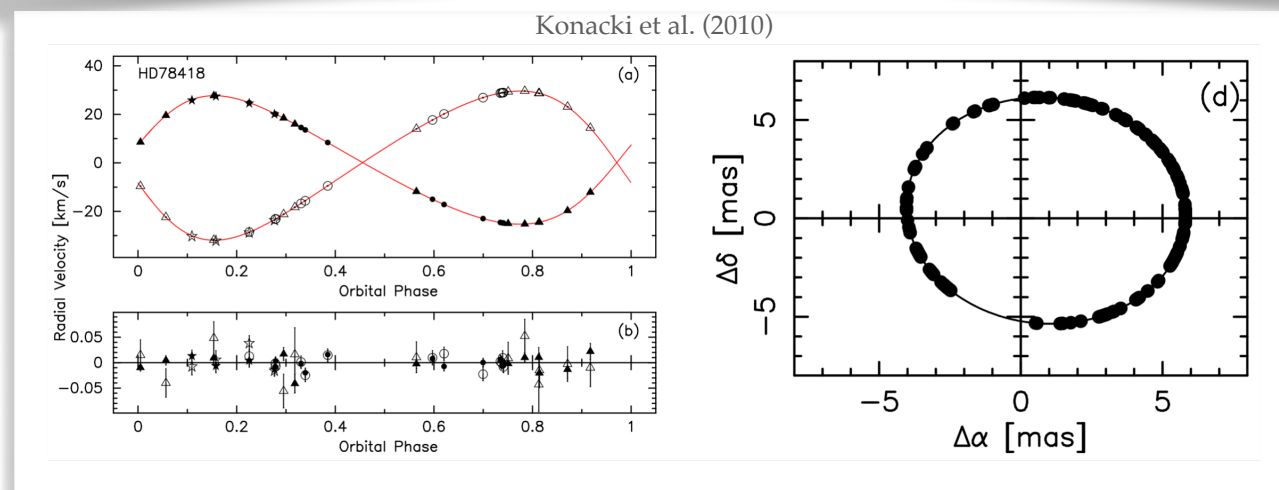 Konacki et al. (2010)
HD78418
(a)
40
20
0
−20
Radial Velocity [km/s]
0 0.2 0.4 0.6 0.8 1
Orbital Phase
(b)
0.05
0
−0.05
0 0.2 0.4 0.6 0.8 1
Orbital Phase
(d)
5
0
−5
Δδ [mas]
−5 0 5
Δα [mas]